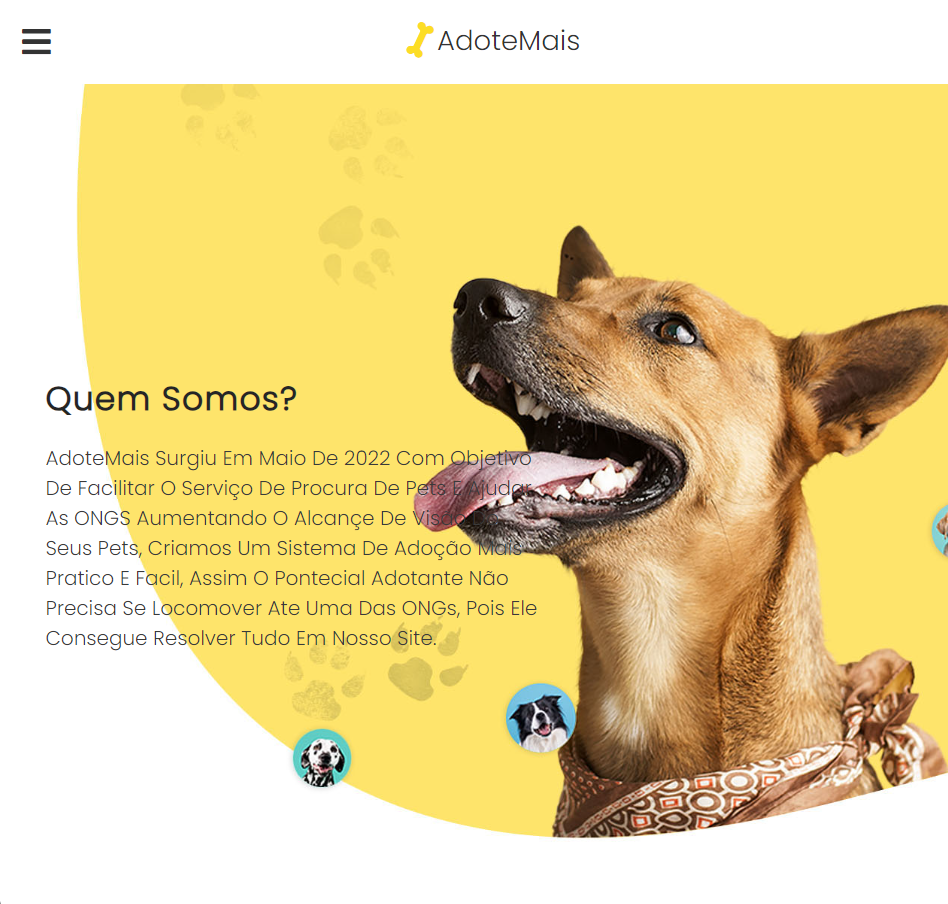 AdoteMais
Quem Somos?
AdoteMais Surgiu Em Maio De 2022 Com Objetivo
De Facilitar O Serviço De Procura De Pets E Ajudar
As ONGS Aumentando O Alcançe De Visão De
Seus Pets, Criamos Um Sistema De Adoção Mais
Pratico E Facil, Assim O Pontecial Adotante Não
Precisa Se Locomover Ate Uma Das ONGs, Pois Ele
Consegue Resolver Tudo Em Nosso Site.